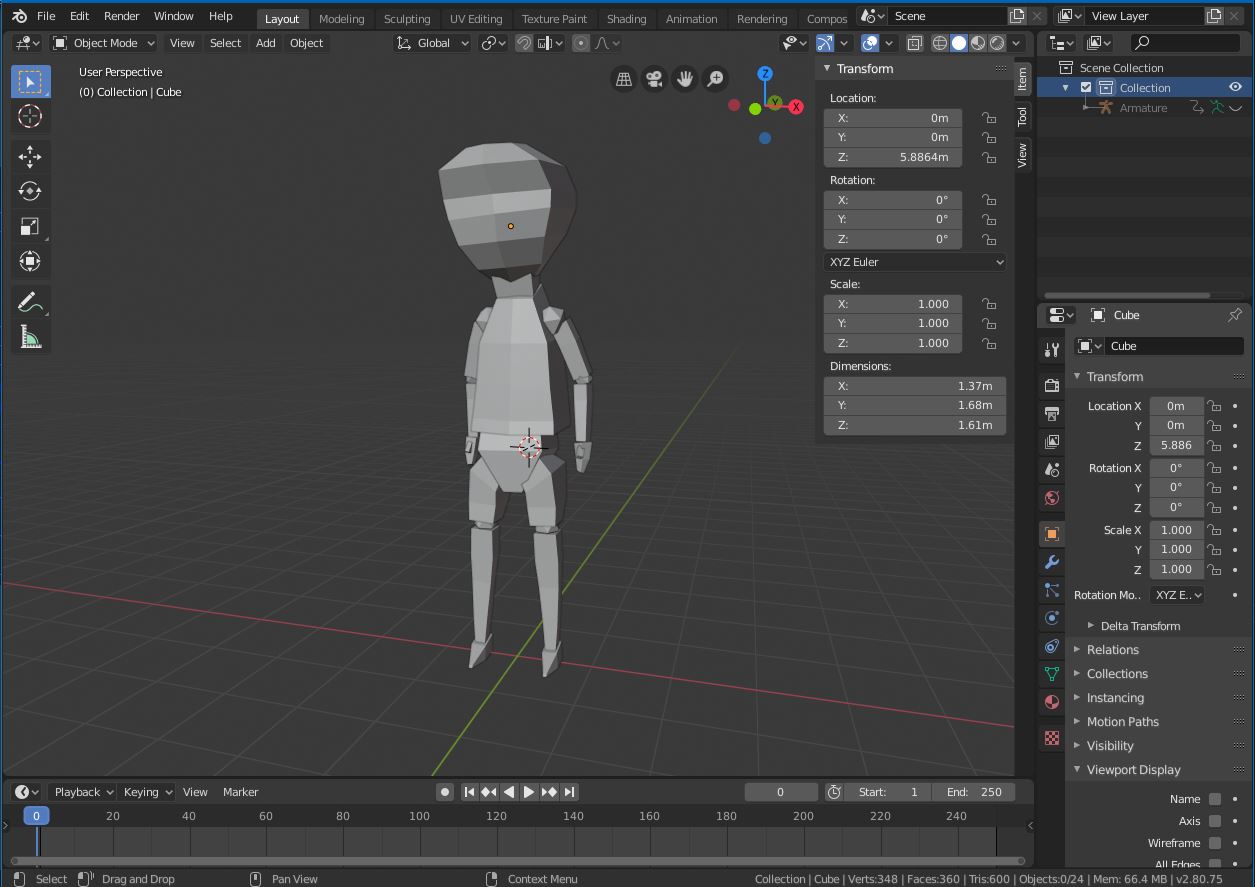 File Edit Render Window Help Layout Modeling Sculpting UV Editing Texture Paint Shading Animation Rendering Compos Scene View Layer
Object Mode View Select Add Object Global
User Perspective
(0) Collection | Cube
Z
Y
X
Transform
Location:
X: 0m
Y: 0m
Z: 5.8864m
Rotation:
X: 0°
Y: 0°
Z: 0°
XYZ Euler
Scale:
X: 1.000
Y: 1.000
Z: 1.000
Dimensions:
X: 1.37m
Y: 1.68m
Z: 1.61m
Item
Tool
View
Scene Collection
Collection
Armature
Cube
Cube
Transform
Location X 0m
Y 0m
Z 5.886
Rotation X 0°
Y 0°
Z 0°
Scale X 1.000
Y 1.000
Z 1.000
Rotation Mo.. XYZ E..
Delta Transform
Relations
Collections
Instancing
Motion Paths
Visibility
Viewport Display
Name
Axis
Wireframe
All Edges
Playback Keying View Marker 0 Start: 1 End: 250
0 20 40 60 80 100 120 140 160 180 200 220 240
Select Drag and Drop Pan View Context Menu Collection | Cube | Verts:348 | Faces:360 | Tris:600 | Objects:0/24 | Mem: 66.4 MB | v2.80.75